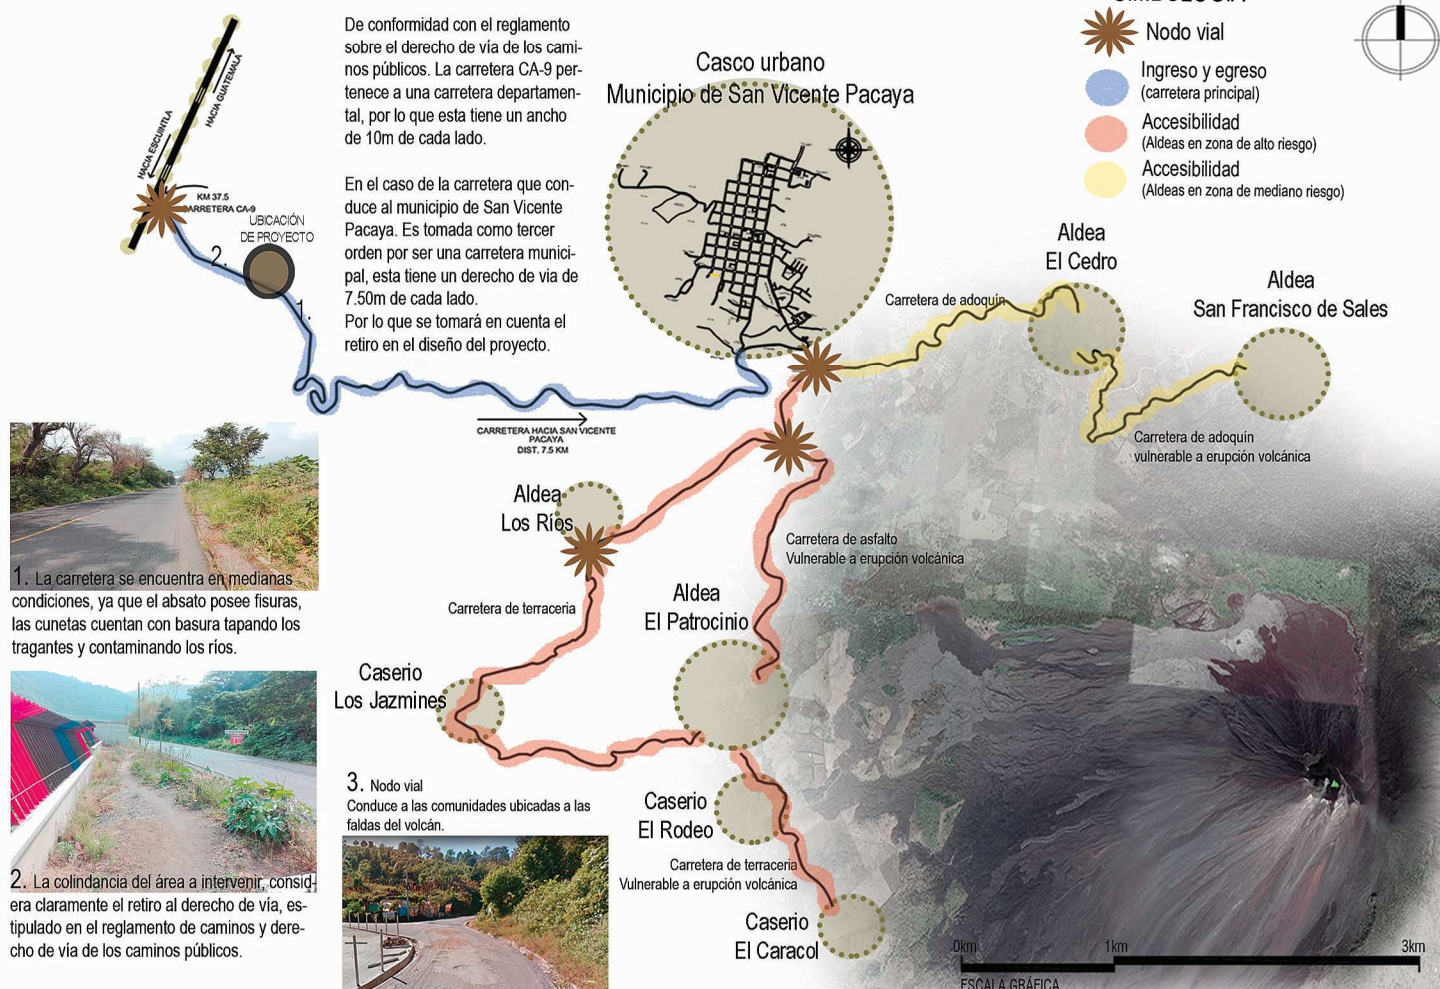 De conformidad con el reglamento
sobre el derecho de vía de los cami-
nos públicos. La carretera CA-9 per-
tenece a una carretera departamen-
tal, por lo que esta tiene un ancho
de 10m de cada lado.
En el caso de la carretera que con-
duce al municipio de San Vicente
Pacaya. Es tomada como tercer
orden por ser una carretera munici-
pal, esta tiene un derecho de via de
7.50m de cada lado.
Por lo que se tomará en cuenta el
retiro en el diseño del proyecto.
HACIA GUATEMALA
HACIA ESCUINTLA
KM 37.5
CARRETERA CA-9
UBICACIÓN
DE PROYECTO
2.
1.
Casco urbano
Municipio de San Vicente Pacaya
SIMBOLOGÍA
Nodo vial
Ingreso y egreso
(carretera principal)
Accesibilidad
(Aldeas en zona de alto riesgo)
Accesibilidad
(Aldeas en zona de mediano riesgo)
Aldea
El Cedro
Aldea
San Francisco de Sales
Carretera de adoquín
Carretera de adoquín
vulnerable a erupción volcánica
CARRETERA HACIA SAN VICENTE
PACAYA
DIST. 7.5 KM
Aldea
Los Ríos
Carretera de asfalto
Vulnerable a erupción volcánica
Carretera de terraceria
Aldea
El Patrocinio
Caserio
Los Jazmines
1. La carretera se encuentra en medianas
condiciones, ya que el absato posee fisuras,
las cunetas cuentan con basura tapando los
tragantes y contaminando los ríos.
2. La colindancia del área a intervenir, consid-
era claramente el retiro al derecho de vía, es-
tipulado en el reglamento de caminos y dere-
cho de vía de los caminos públicos.
3. Nodo vial
Conduce a las comunidades ubicadas a las
faldas del volcán.
Caserio
El Rodeo
Carretera de terraceria
Vulnerable a erupción volcánica
Caserio
El Caracol
0km
1km
3km
ESCALA GRÁFICA